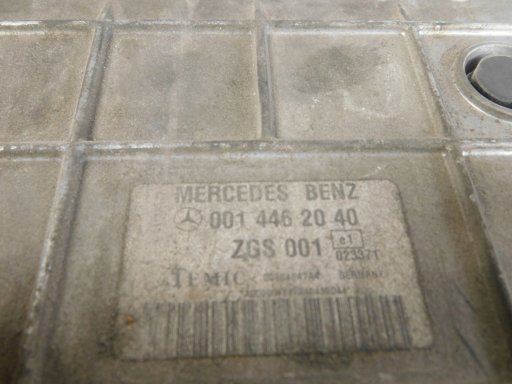 MERCEDES BENZ
001 446 20 40
ZGS 001 e1
023371
TEMIC GERMANY